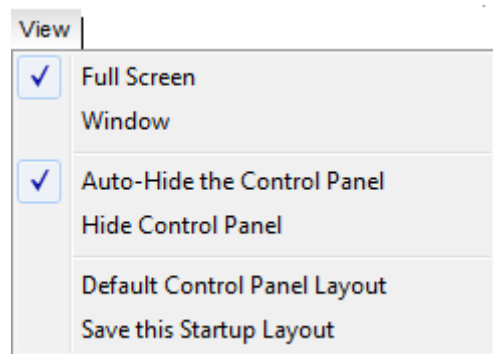 View
Full Screen
Window
Auto-Hide the Control Panel
Hide Control Panel
Default Control Panel Layout
Save this Startup Layout